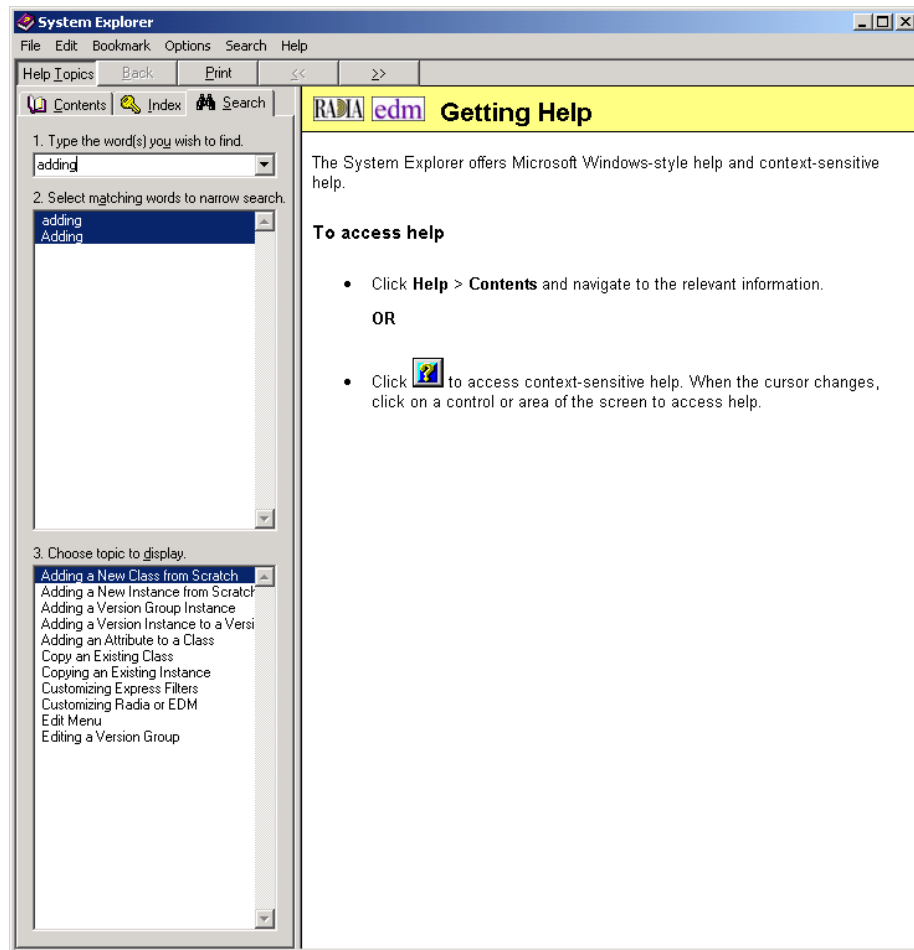 System Explorer
File Edit Bookmark Options Search Help
Help Topics Back Print << >>
Contents Index Search
1. Type the word(s) you wish to find.
adding
2. Select matching words to narrow search.
adding
Adding
3. Choose topic to display.
Adding a New Class from Scratch
Adding a New Instance from Scratch
Adding a Version Group Instance
Adding a Version Instance to a Versi
Adding an Attribute to a Class
Copy an Existing Class
Copying an Existing Instance
Customizing Express Filters
Customizing Radia or EDM
Edit Menu
Editing a Version Group
RADIA edm Getting Help
The System Explorer offers Microsoft Windows-style help and context-sensitive
help.
To access help
• Click Help > Contents and navigate to the relevant information.
OR
• Click ? to access context-sensitive help. When the cursor changes,
click on a control or area of the screen to access help.